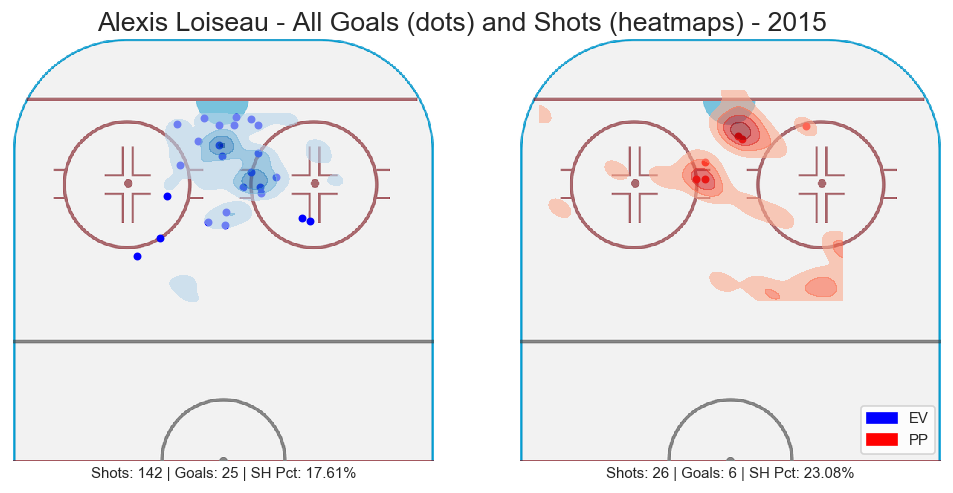 Alexis Loiseau - All Goals (dots) and Shots (heatmaps) - 2015
EV
PP
Shots: 142 | Goals: 25 | SH Pct: 17.61%
Shots: 26 | Goals: 6 | SH Pct: 23.08%